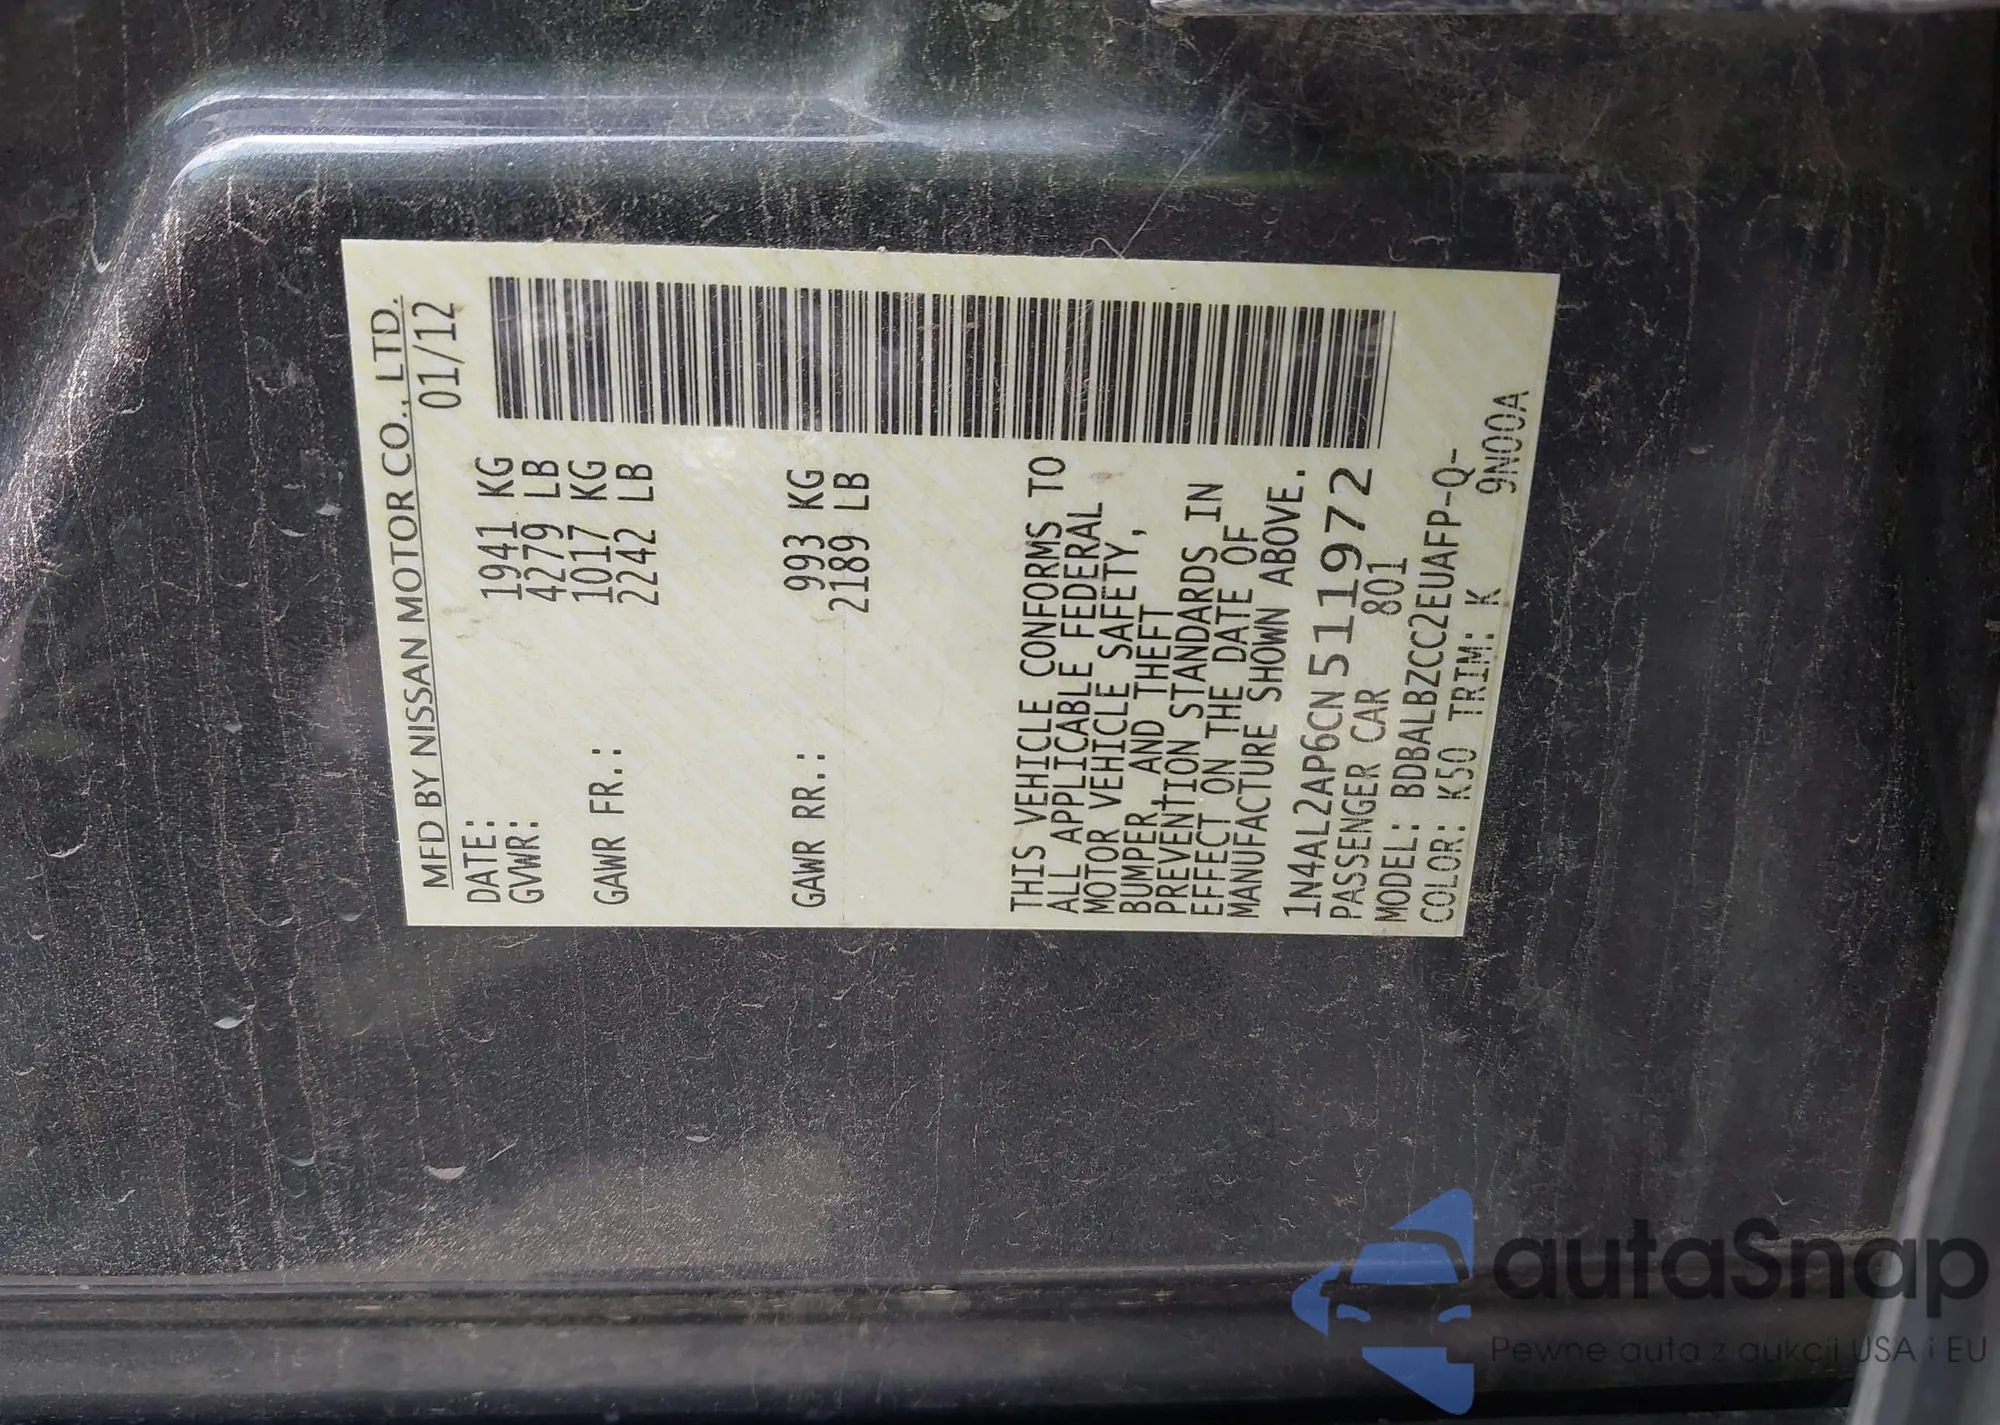 MFD BY NISSAN MOTOR CO., LTD.
DATE: 01/12
GVWR: 1941 KG
4279 LB
GAWR FR.: 1017 KG
2242 LB
GAWR RR.: 993 KG
2189 LB
THIS VEHICLE CONFORMS TO
ALL APPLICABLE FEDERAL
MOTOR VEHICLE SAFETY,
BUMPER, AND THEFT
PREVENTION STANDARDS IN
EFFECT ON THE DATE OF
MANUFACTURE SHOWN ABOVE.
1N4AL2AP6CN511972
PASSENGER CAR 801
MODEL: BDBALBZCC2EUAFP-Q-
COLOR: K50 TRIM: K 9N00A
autaSnap
Pewne auta z aukcji USA i EU